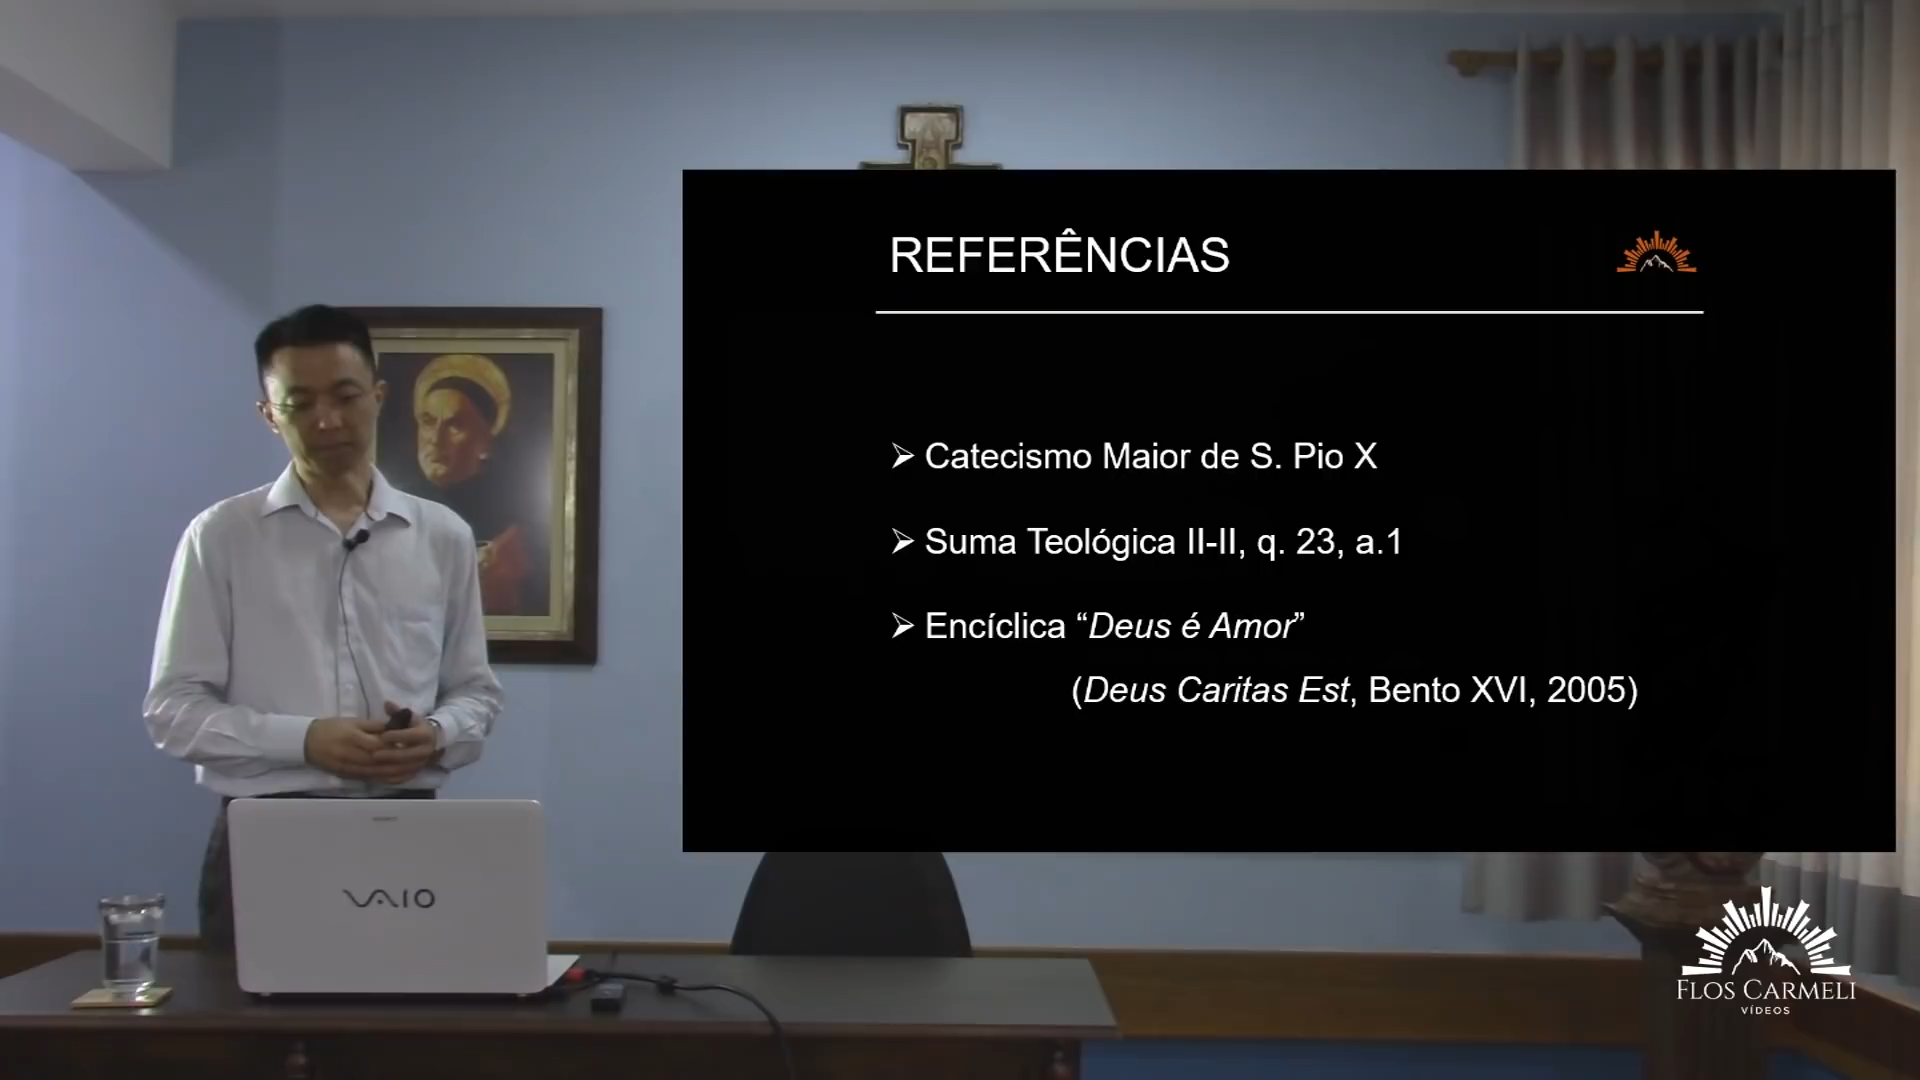 REFERÊNCIAS
➢ Catecismo Maior de S. Pio X
➢ Suma Teológica II-II, q. 23, a.1
➢ Encíclica “Deus é Amor”
(Deus Caritas Est, Bento XVI, 2005)
VAIO
FLOS CARMELI
VÍDEOS